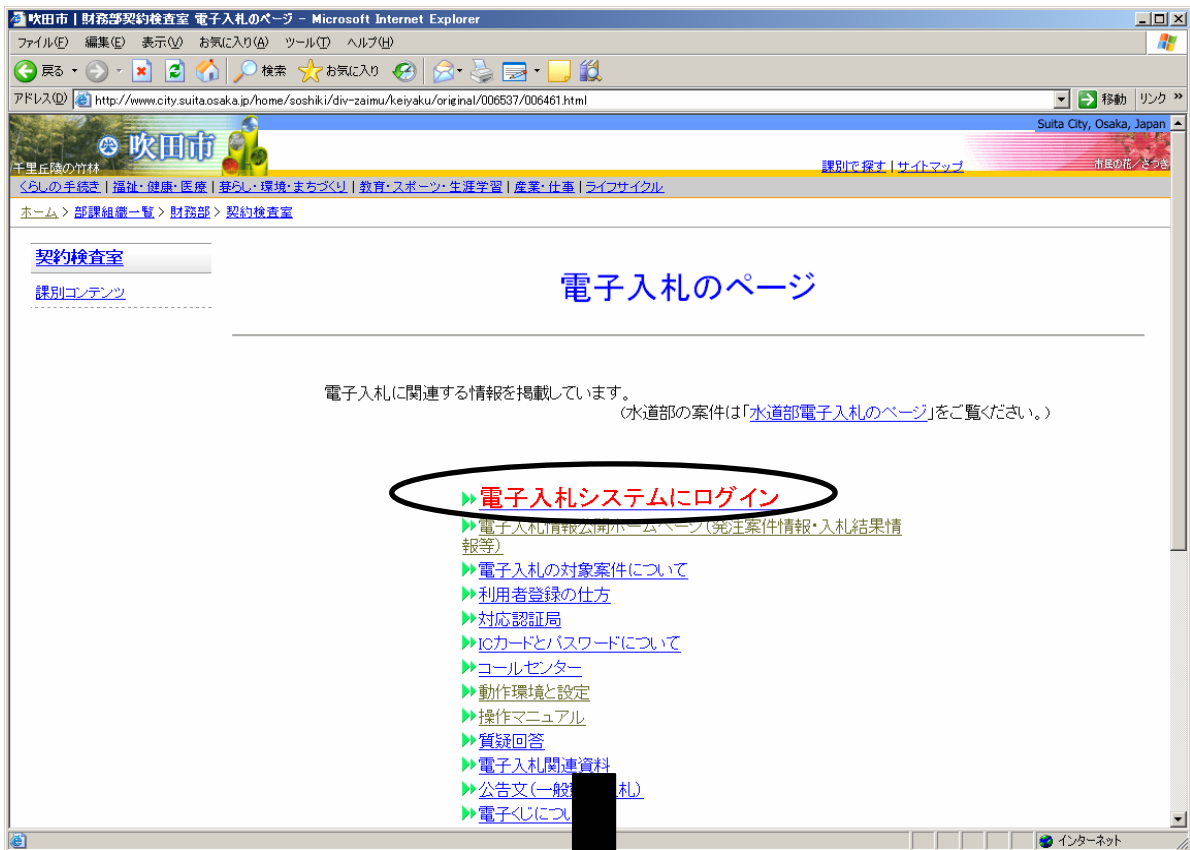 吹田市 | 財務部契約検査室 電子入札のページ - Microsoft Internet Explorer
ファイル(F) 編集(E) 表示(V) お気に入り(A) ツール(T) ヘルプ(H)
戻る 検索 お気に入り
アドレス(D) http://www.city.suita.osaka.jp/home/soshiki/div-zaimu/keiyaku/original/006537/006461.html 移動 リンク »
Suita City, Osaka, Japan
吹田市
千里丘陵の竹林 課別で探す | サイトマップ 市民の花/さつき
くらしの手続き | 福祉・健康・医療 | 暮らし・環境・まちづくり | 教育・スポーツ・生涯学習 | 産業・仕事 | ライフサイクル
ホーム > 部課組織一覧 > 財務部 > 契約検査室
契約検査室
課別コンテンツ
電子入札のページ
電子入札に関連する情報を掲載しています。
(水道部の案件は「水道部電子入札のページ」をご覧ください。)
電子入札システムにログイン
電子入札情報公開ホームページ(発注案件情報・入札結果情
報等)
電子入札の対象案件について
利用者登録の仕方
対応認証局
ICカードとパスワードについて
コールセンター
動作環境と設定
操作マニュアル
質疑回答
電子入札関連資料
公告文(一般 札)
電子くじについ
インターネット